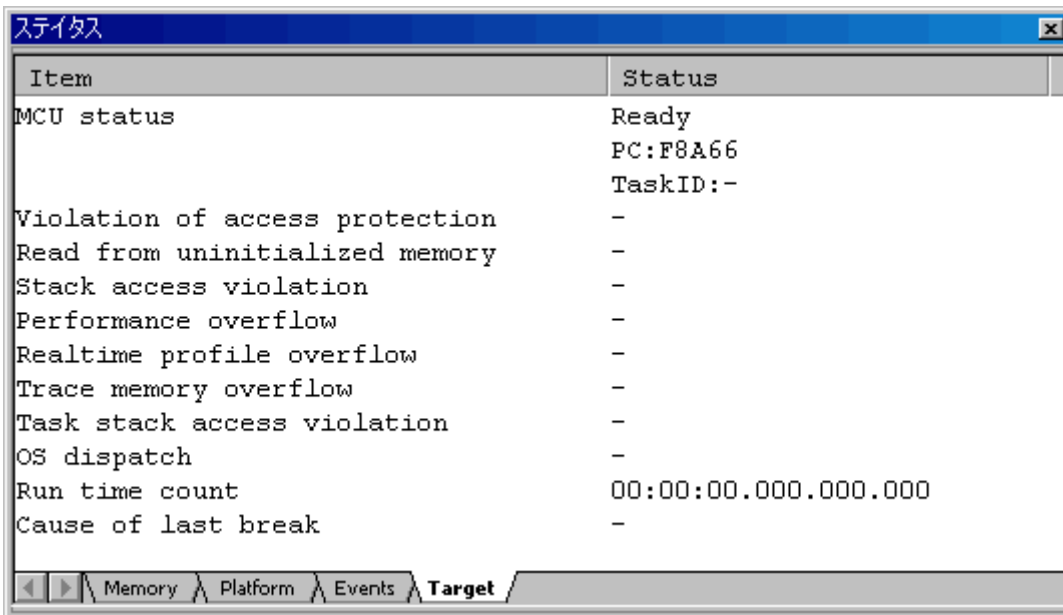 ステイタス
Item Status
MCU status Ready
PC:F8A66
TaskID:-
Violation of access protection -
Read from uninitialized memory -
Stack access violation -
Performance overflow -
Realtime profile overflow -
Trace memory overflow -
Task stack access violation -
OS dispatch -
Run time count 00:00:00.000.000.000
Cause of last break -
Memory Platform Events Target